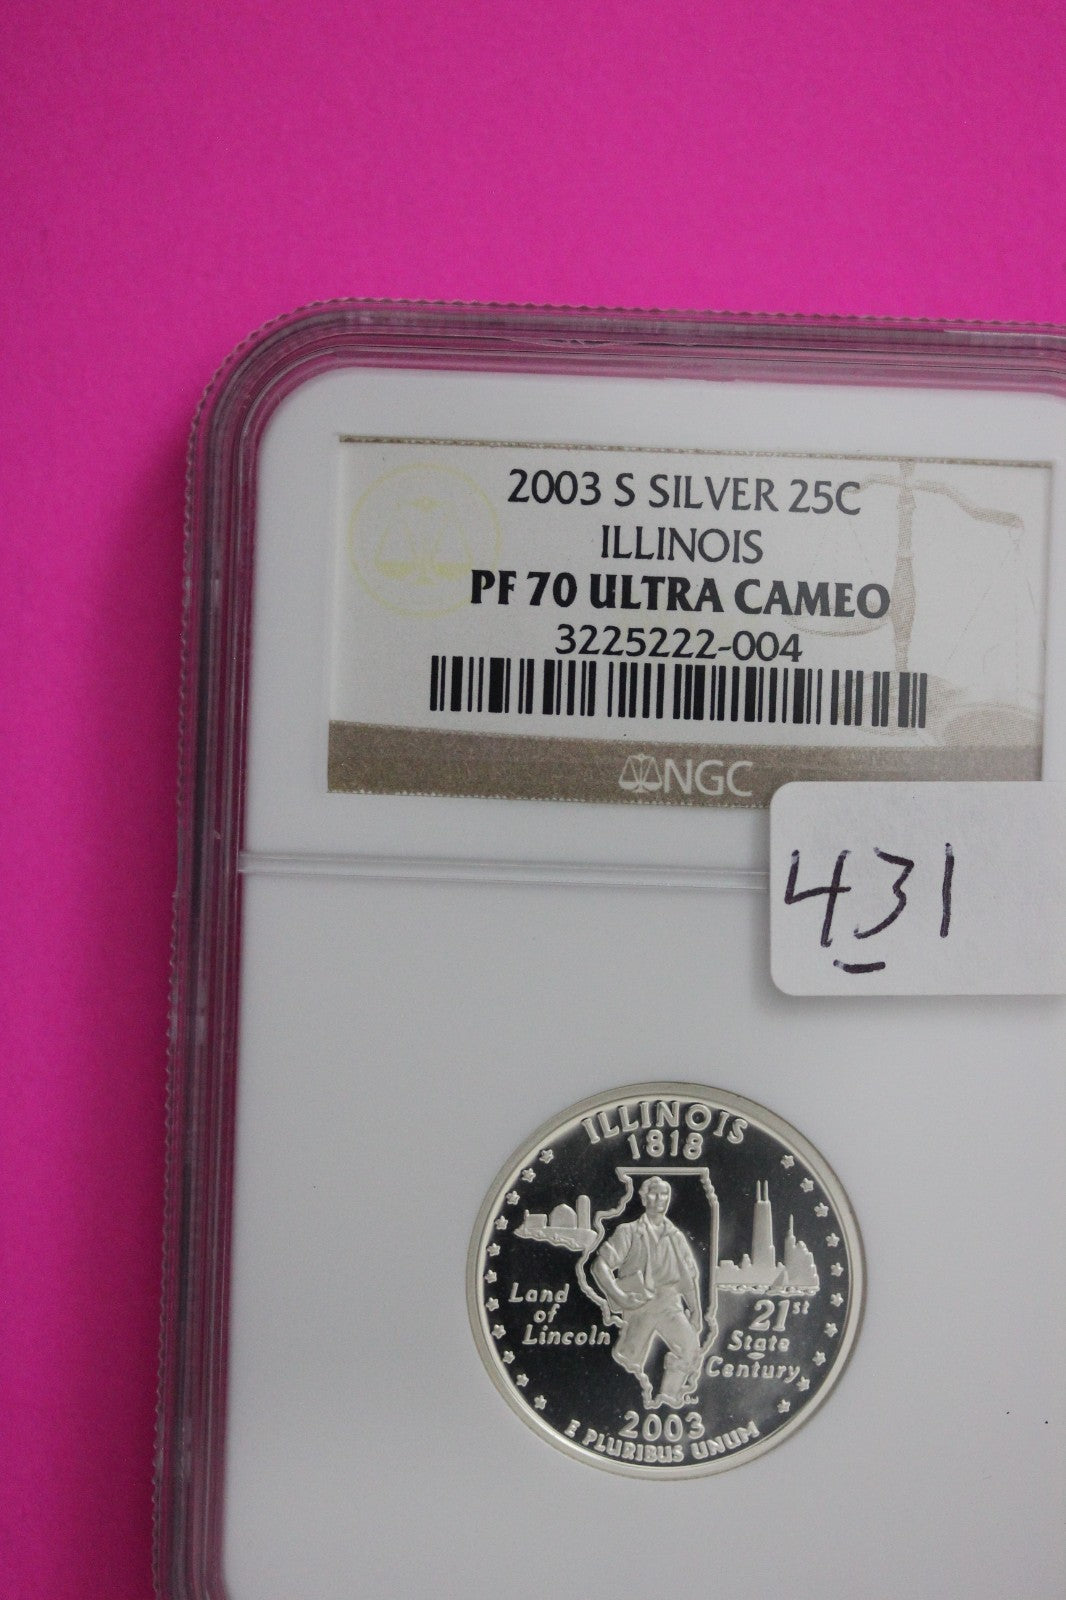 2003 S SILVER 25C
ILLINOIS
PF 70 ULTRA CAMEO
3225222-004
NGC
431
ILLINOIS
1818
Land
of
Lincoln
21st
State
Century
2003
E PLURIBUS UNUM